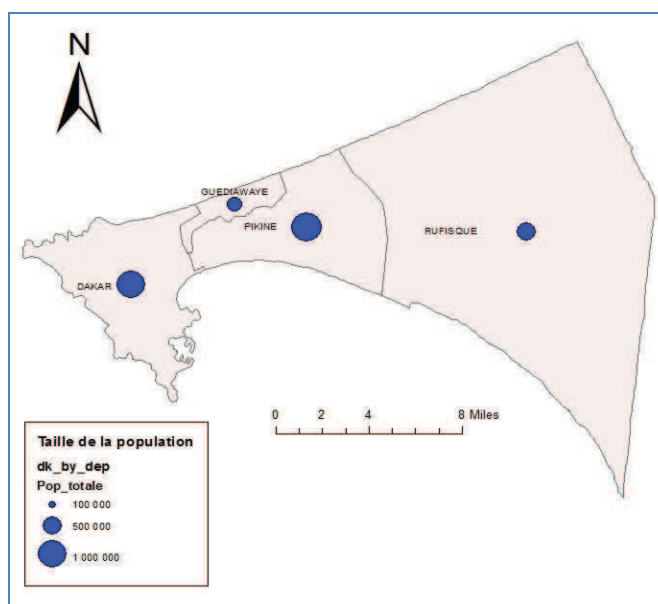 N
GUEDIAWAYE
PIKINE
RUFISQUE
DAKAR
0 2 4 8 Miles
Taille de la population
dk_by_dep
Pop_totale
100 000
500 000
1 000 000